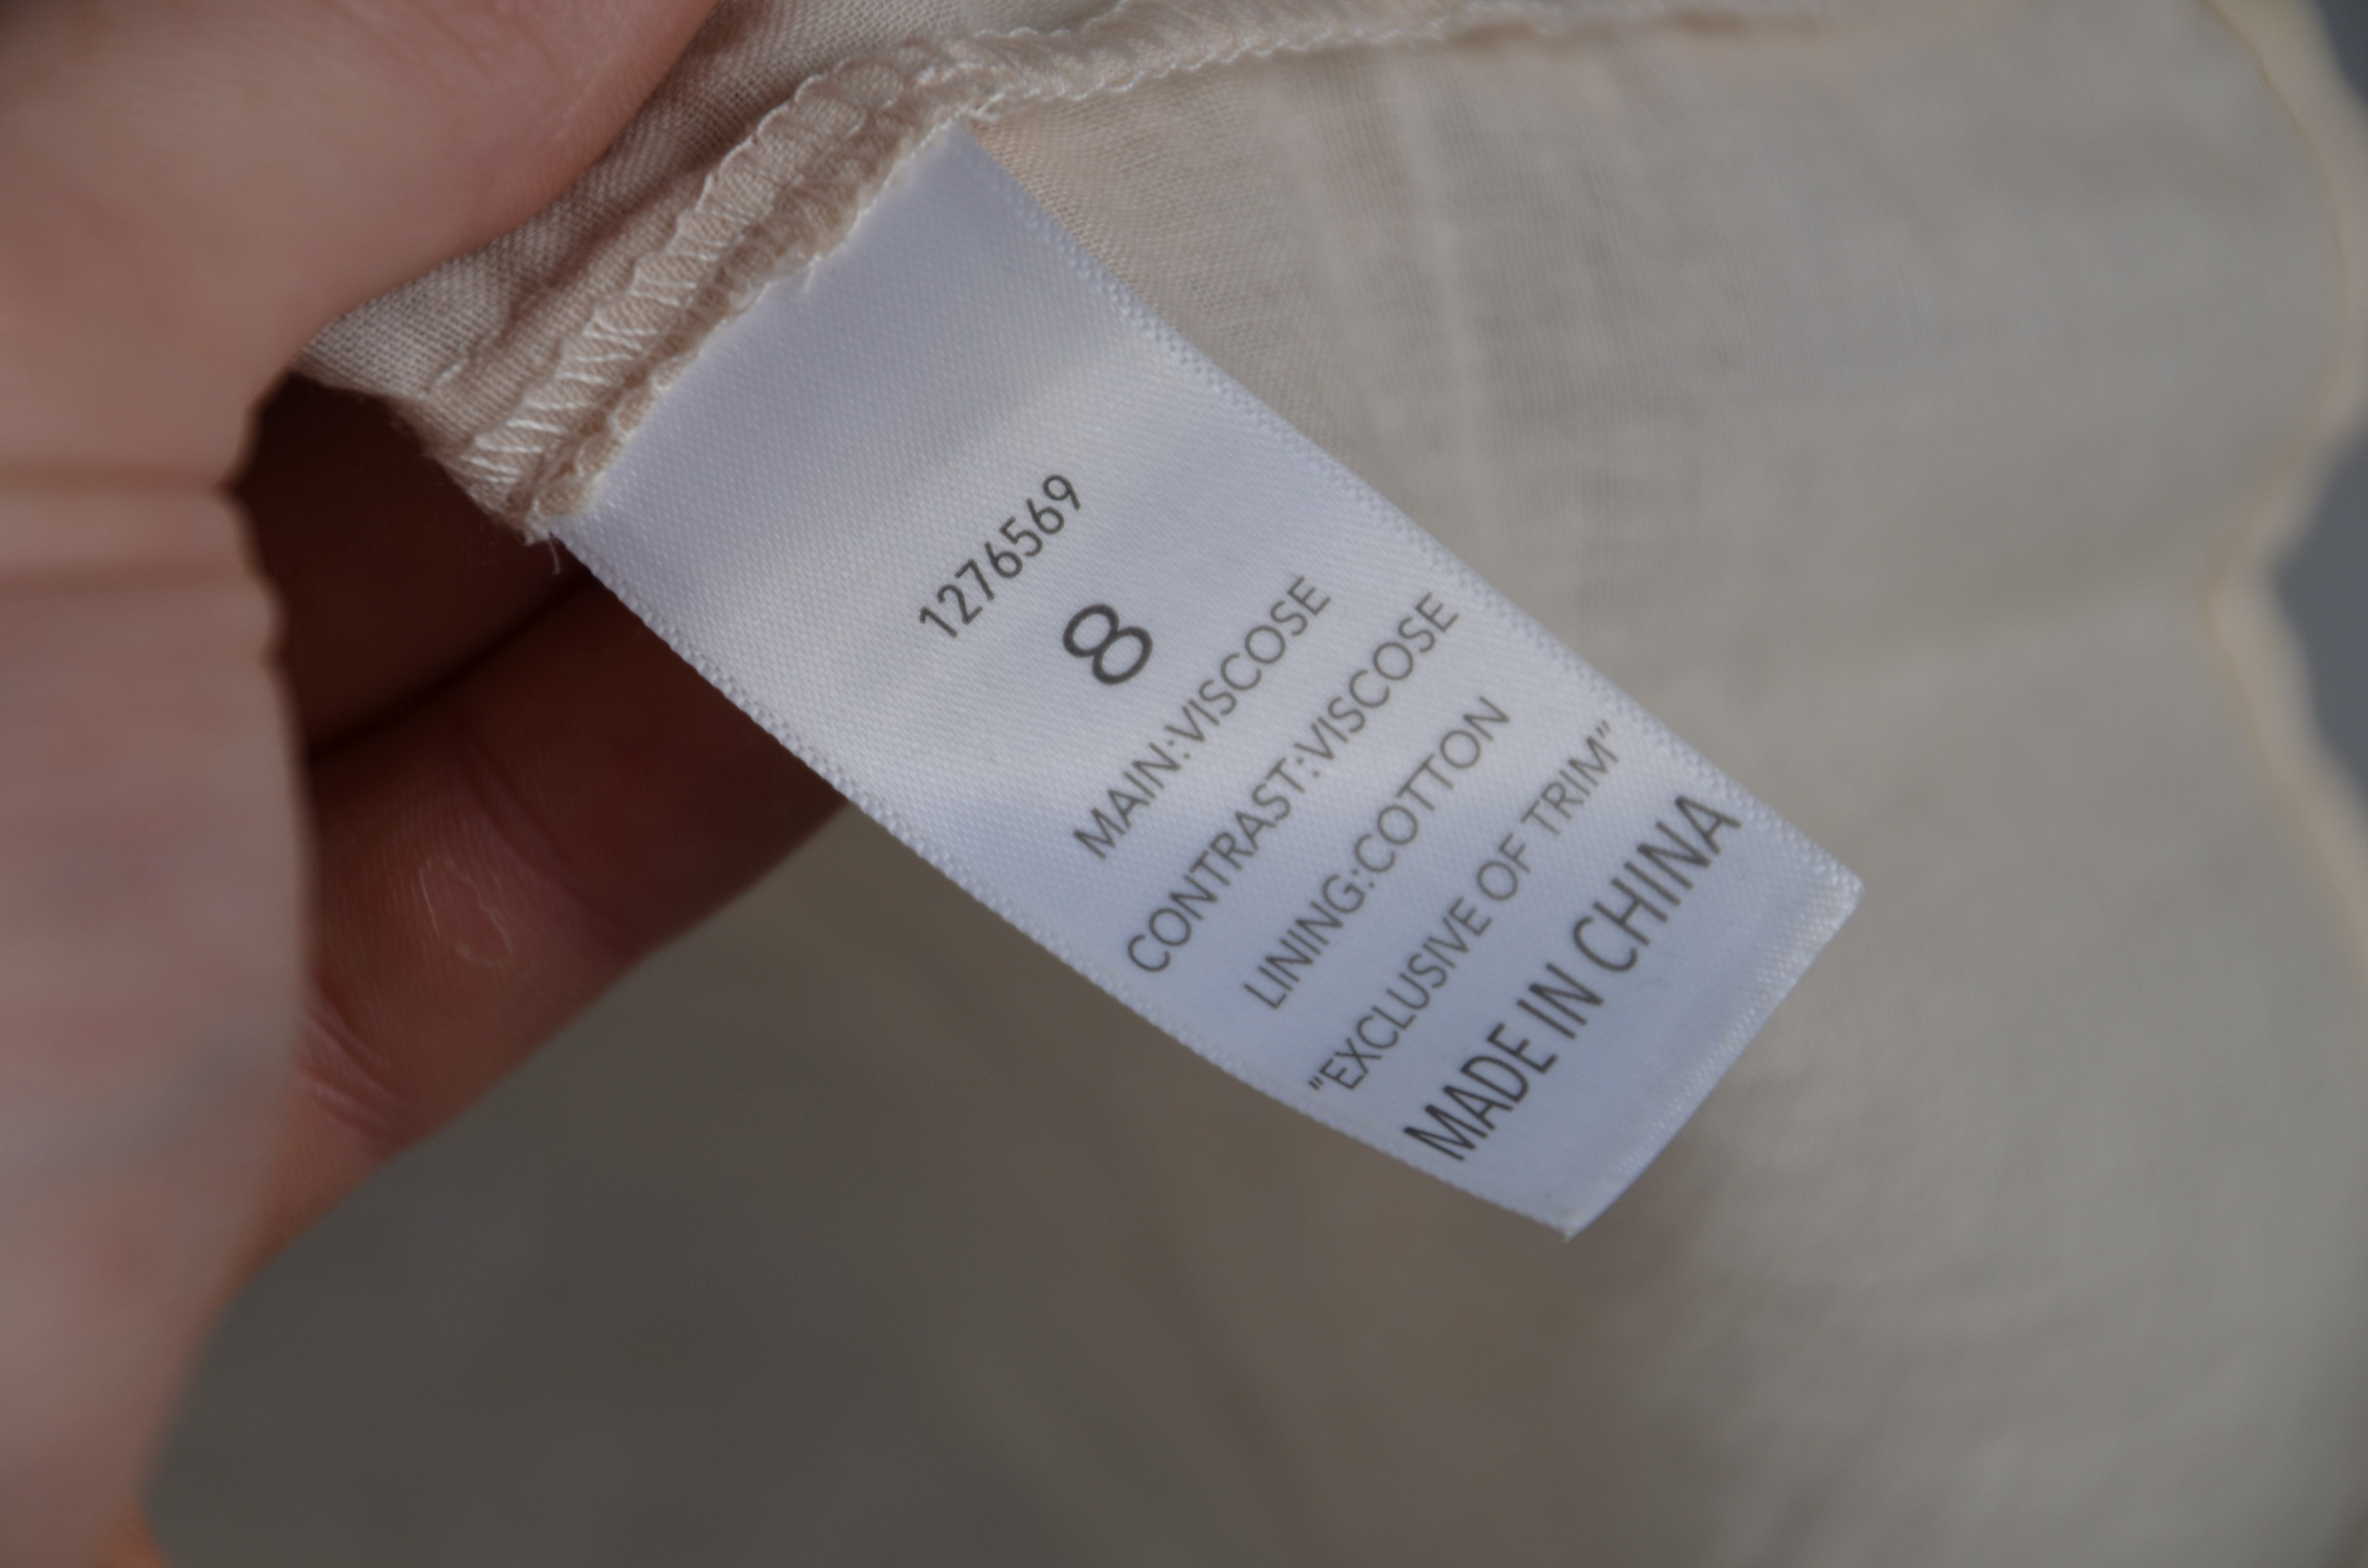 1276569
8
MAIN:VISCOSE
CONTRAST:VISCOSE
LINING:COTTON
"EXCLUSIVE OF TRIM"
MADE IN CHINA